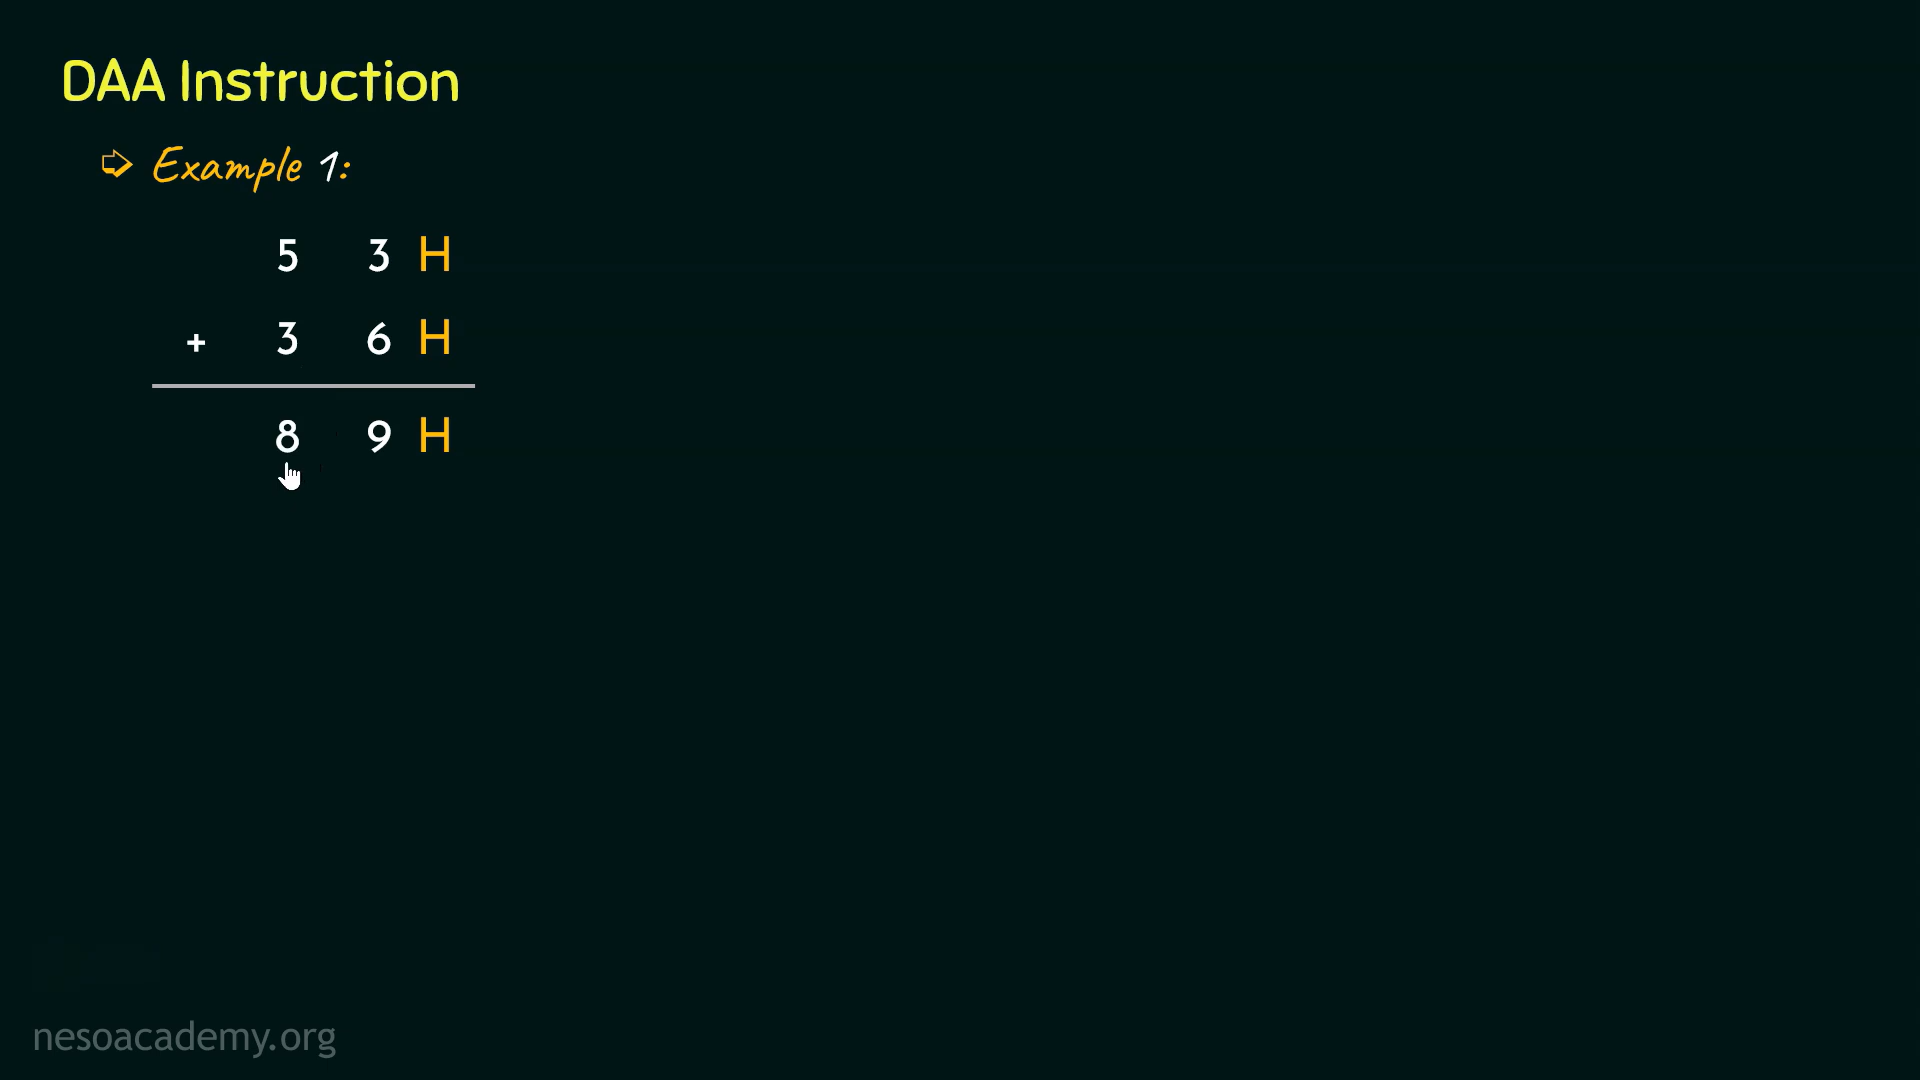 DAA Instruction
➩ Example 1:
5 3 H
+ 3 6 H
8 9 H
nesoacademy.org